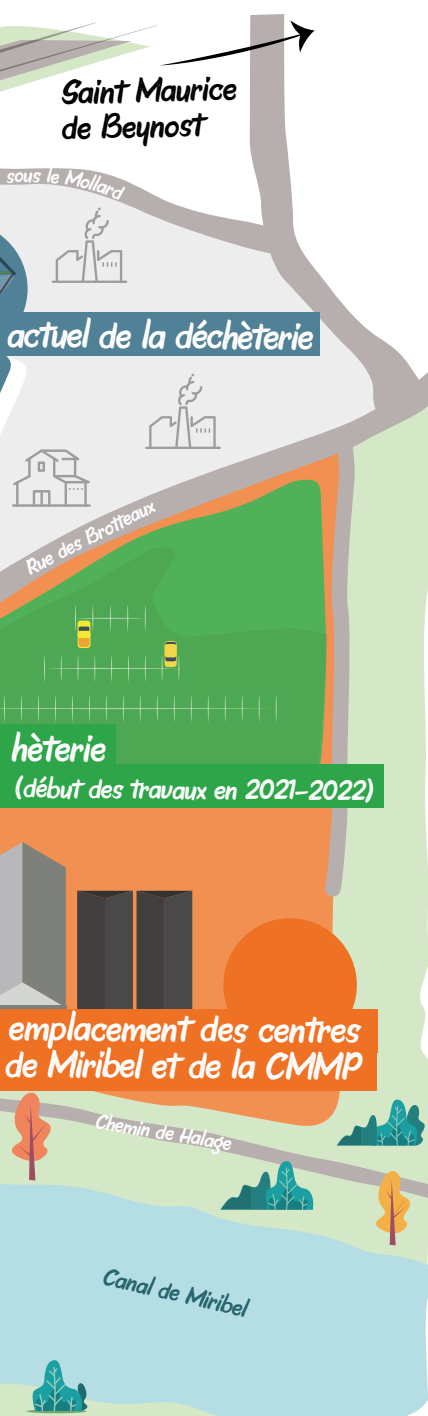 Saint Maurice
de Beynost
sous le Mollard
actuel de la déchèterie
Rue des Brotteaux
hèterie
(début des travaux en 2021-2022)
emplacement des centres
de Miribel et de la CMMP
Chemin de Halage
Canal de Miribel